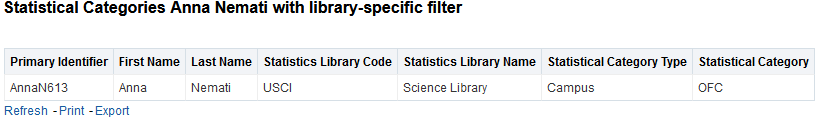 Statistical Categories Anna Nemati with library-specific filter
Primary Identifier First Name Last Name Statistics Library Code Statistics Library Name Statistical Category Type Statistical Category
AnnaN613 Anna Nemati USCI Science Library Campus OFC
Refresh - Print - Export